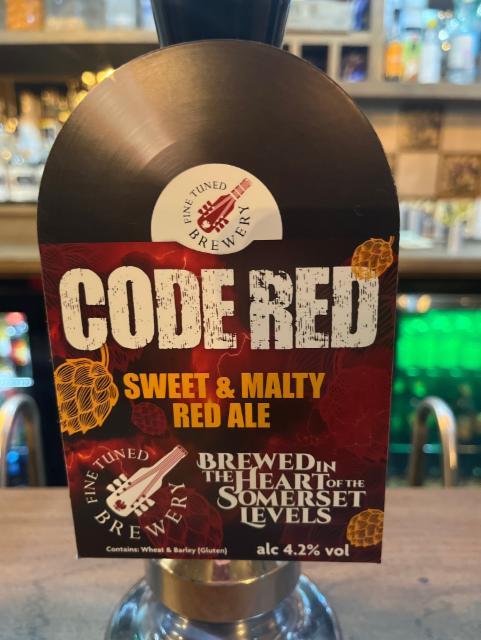 FINE TUNED
BREWERY
CODE RED
SWEET & MALTY
RED ALE
FINE TUNED
BREWERY
BREWED IN
THE HEART OF THE
SOMERSET
LEVELS
Contains: Wheat & Barley (Gluten)
alc 4.2% vol